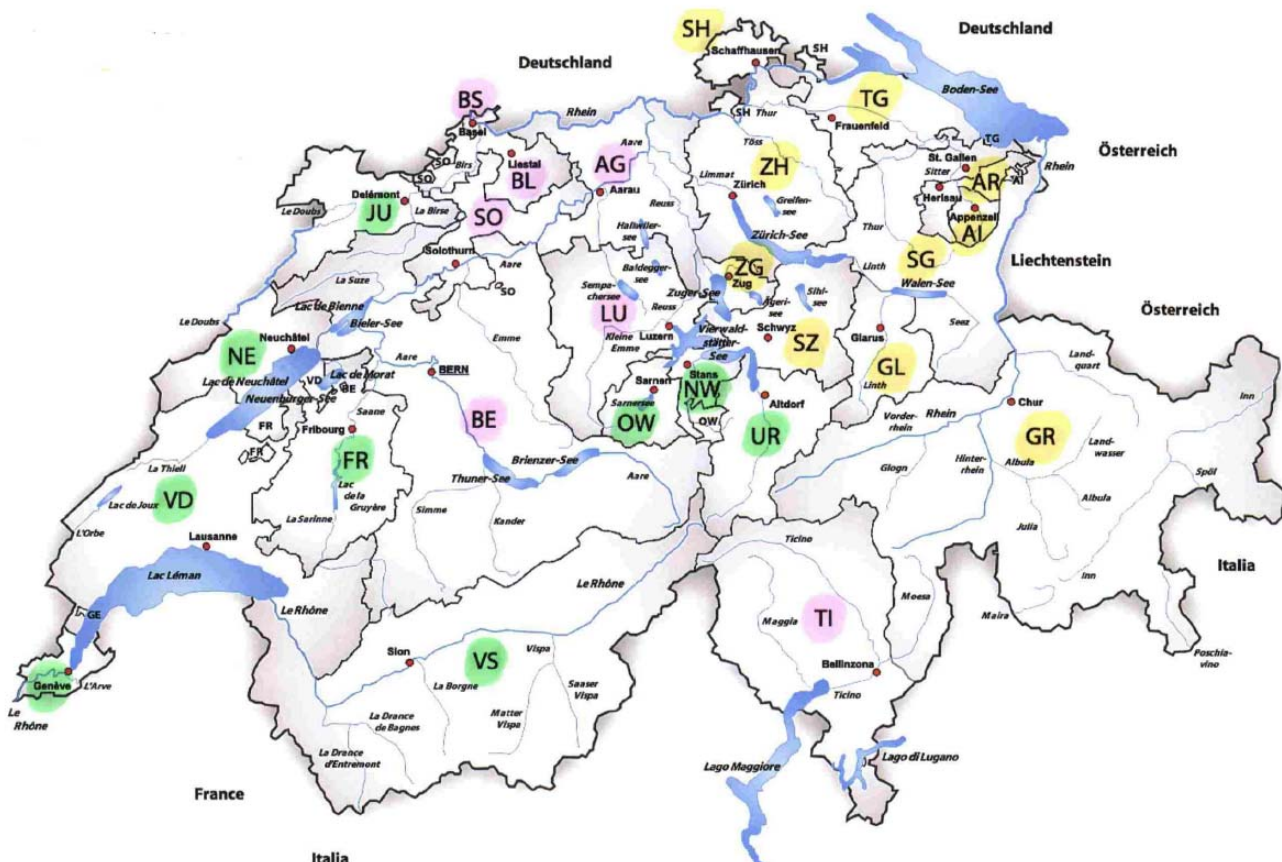 SH
Deutschland
Schaffhausen
SH
Deutschland
Boden-See
BS
Basel
Rhein
SH
Thur
TG
Frauenfeld
TG
Österreich
Rhein
SO
SO
Birs
Liestal
BL
AG
Aare
Aarau
Töss
ZH
Limmat
Zürich
Greifen-
see
St. Gallen
Sitter
AR
AI
Herisau
Appenzell
AI
Delémont
JU
La Birse
Le Doubs
SO
Reuss
Hallwiler-
see
Zürich-See
Thur
SG
Linth
Walen-See
Liechtenstein
Solothurn
Aare
SO
La Suze
Lac de Bienne
Bieler-See
Baldegger-
see
Sempacher-
see
Reuss
LU
Kleine
Emme
Luzern
ZG
Zug
Zuger-See
Ägeri-
see
Sihl-
see
Vierwald-
stätter-
See
Schwyz
SZ
Glarus
GL
Linth
Seez
Österreich
Le Doubs
Neuchâtel
NE
Lac de Neuchâtel
Neuenburger-See
VD
Lac de Morat
BE
Aare
BERN
Emme
BE
Stans
NW
Sarnen
Sarnersee
OW
OW
Altdorf
UR
Land-
quart
Chur
Inn
Vorder-
rhein
Rhein
GR
Land-
wasser
Hinter-
rhein
Albula
Glogn
Spöl
Albula
Julia
Inn
Saane
Fribourg
FR
FR
FR
Lac
de la
Gruyère
La Sarine
La Thiell
VD
Lac de Joux
L'Orbe
Lausanne
Lac Léman
GE
Genève
L'Arve
Le
Rhône
Brienzer-See
Thuner-See
Aare
Simme
Kander
Le Rhône
Le Rhône
Sion
VS
La Borgne
Vispa
Saaser
Vispa
Matter
Vispa
La Drance
de Bagnes
La Drance
d'Entremont
Ticino
TI
Maggia
Moesa
Bellinzona
Ticino
Maira
Italia
Poschia-
vino
Lago Maggiore
Lago di Lugano
France
Italia